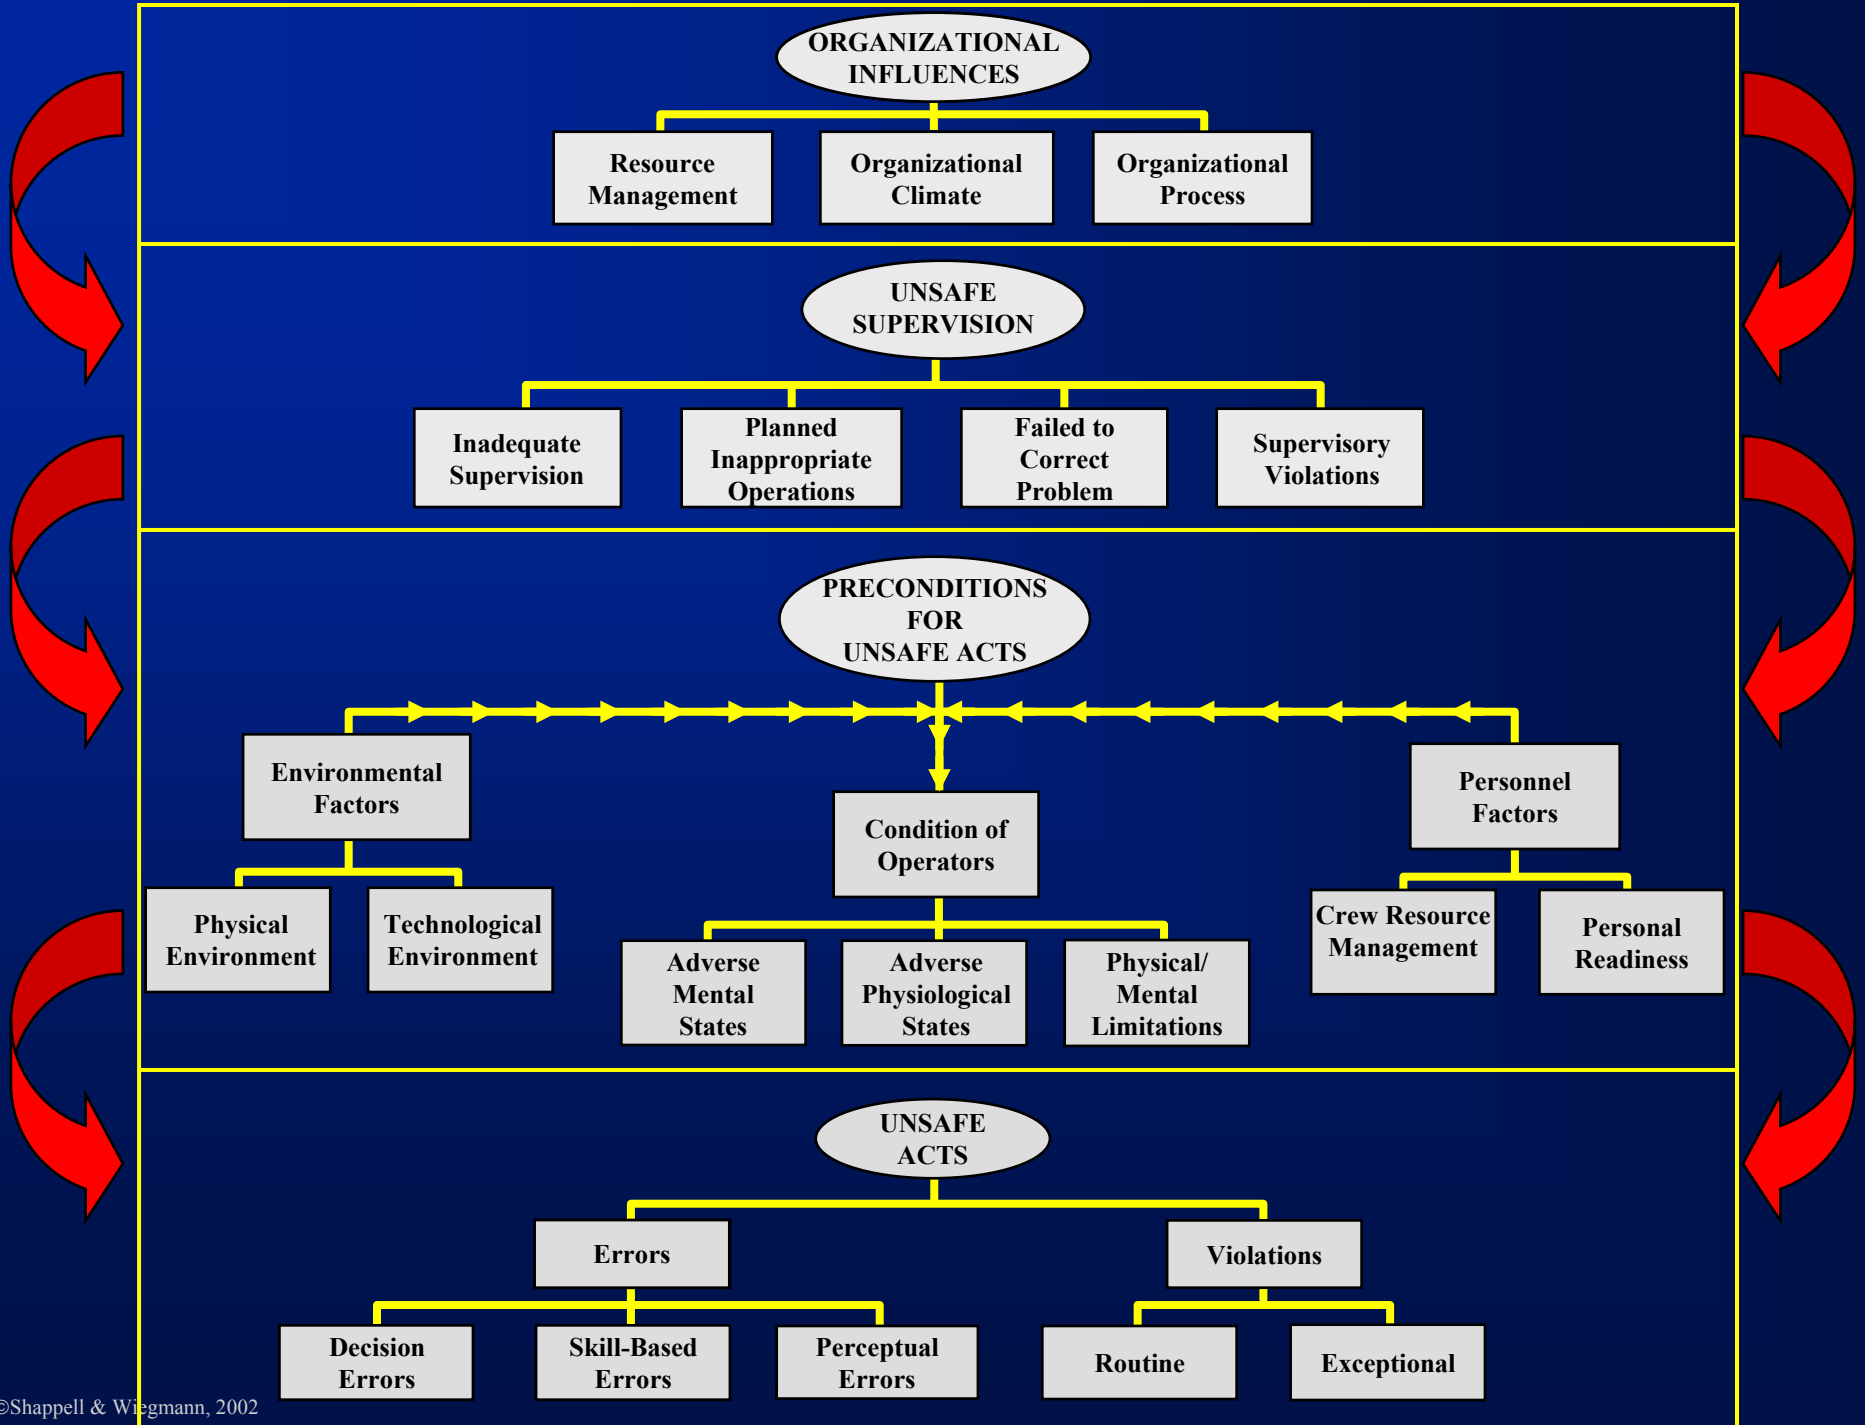 ORGANIZATIONAL
INFLUENCES
Resource
Management
Organizational
Climate
Organizational
Process
UNSAFE
SUPERVISION
Inadequate
Supervision
Planned
Inappropriate
Operations
Failed to
Correct
Problem
Supervisory
Violations
PRECONDITIONS
FOR
UNSAFE ACTS
Environmental
Factors
Condition of
Operators
Personnel
Factors
Physical
Environment
Technological
Environment
Adverse
Mental
States
Adverse
Physiological
States
Physical/
Mental
Limitations
Crew Resource
Management
Personal
Readiness
UNSAFE
ACTS
Errors
Violations
Decision
Errors
Skill-Based
Errors
Perceptual
Errors
Routine
Exceptional
©Shappell & Wiegmann, 2002